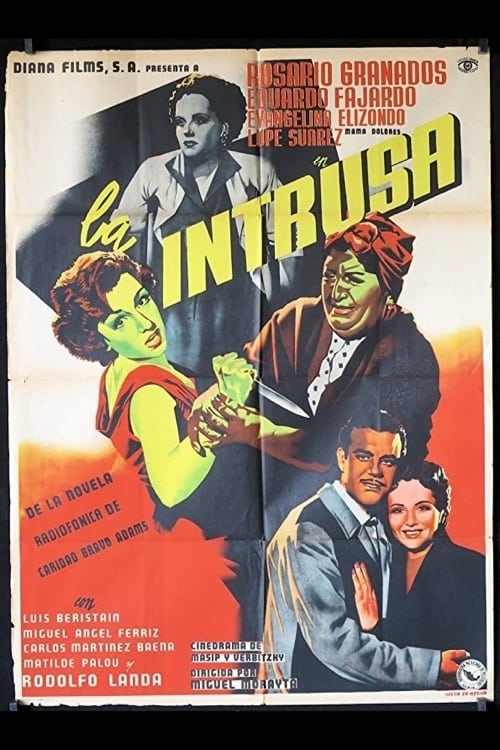 DIANA FILMS, S.A. PRESENTA A
ROSARIO GRANADOS
EDUARDO FAJARDO
EVANGELINA ELIZONDO
LUPE SUAREZ MAMA DOLORES
en
la
INTRUSA
DE LA NOVELA
RADIOFONICA DE
CARIDAD BRAVO ADAMS
con
LUIS BERISTAIN
MIGUEL ANGEL FERRIZ
CARLOS MARTINEZ BAENA
MATILDE PALOU y
RODOLFO LANDA
CINEDRAMA DE
MASIP Y VERBITZKY
DIRIGIDA POR
MIGUEL MORAYTA